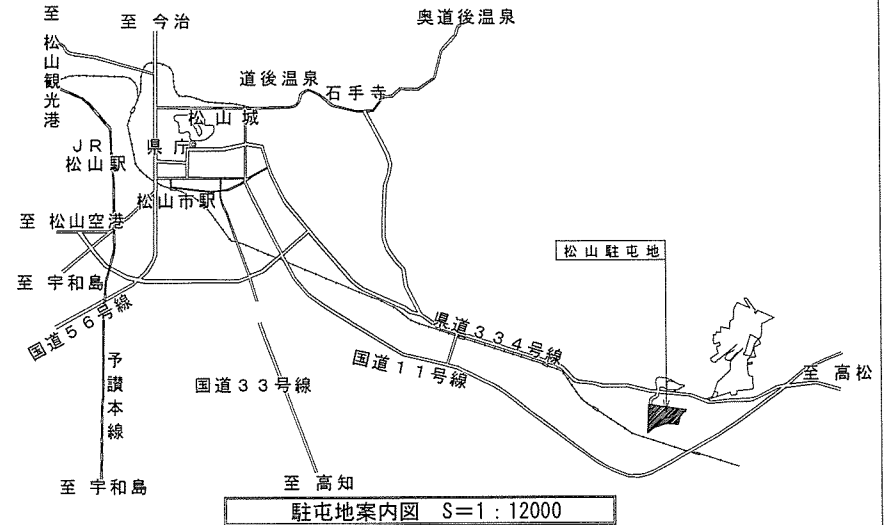 至 松山観光港
至 今治
奥道後温泉
道後温泉
石手寺
松山城
県庁
ＪＲ
松山駅
松山市駅
至 松山空港
至 宇和島
国道５６号線
予讃本線
国道３３号線
国道１１号線
県道３３４号線
松山駐屯地
至 高松
至 宇和島
至 高知
駐屯地案内図 S＝1：12000